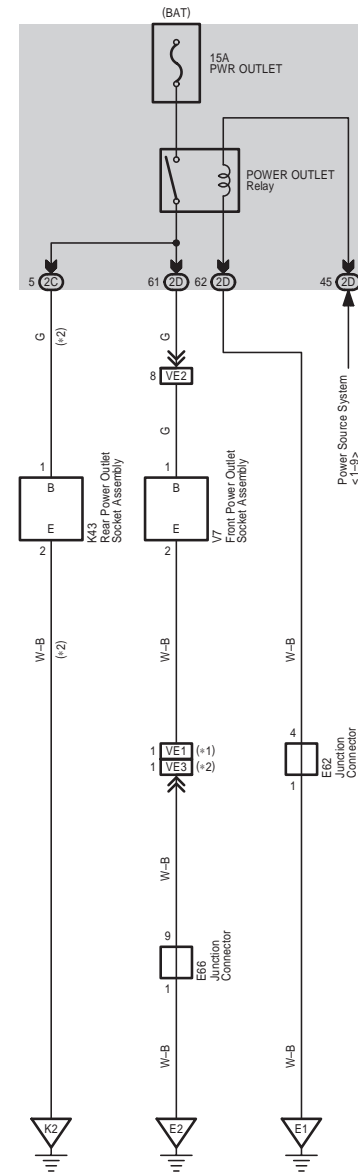 (BAT)
15A
PWR OUTLET
POWER OUTLET
Relay
5 2C
61 2D
62 2D
45 2D
G
(*2)
G
8 VE2
G
Power Source System
<1–9>
1
B
E
2
K43
Rear Power Outlet
Socket Assembly
1
B
E
2
V7
Front Power Outlet
Socket Assembly
W–B
(*2)
W–B
W–B
1 VE1 (*1)
1 VE3 (*2)
4
1
E62
Junction
Connector
W–B
9
1
E66
Junction
Connector
W–B
W–B
K2
E2
E1